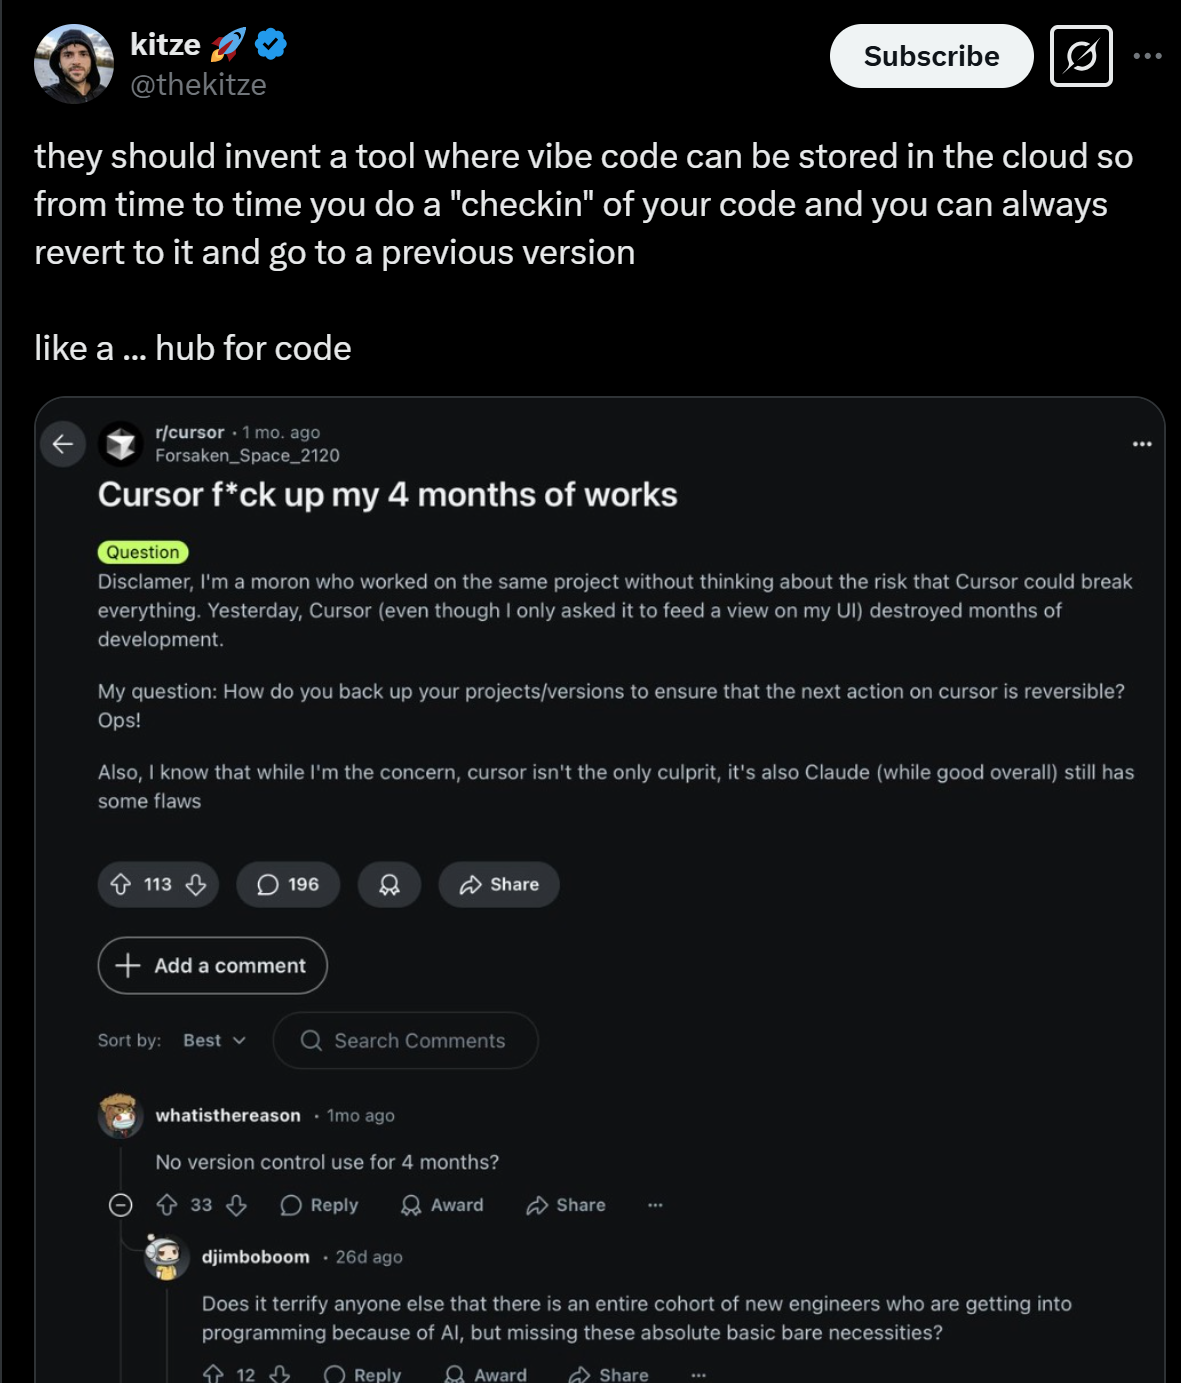 kitze 🚀
@thekitze
Subscribe
they should invent a tool where vibe code can be stored in the cloud so
from time to time you do a "checkin" of your code and you can always
revert to it and go to a previous version
like a ... hub for code
r/cursor · 1 mo. ago
Forsaken_Space_2120
Cursor f*ck up my 4 months of works
Question
Disclamer, I'm a moron who worked on the same project without thinking about the risk that Cursor could break
everything. Yesterday, Cursor (even though I only asked it to feed a view on my UI) destroyed months of
development.
My question: How do you back up your projects/versions to ensure that the next action on cursor is reversible?
Ops!
Also, I know that while I'm the concern, cursor isn't the only culprit, it's also Claude (while good overall) still has
some flaws
113
196
Share
Add a comment
Sort by: Best
Search Comments
whatisthereason · 1mo ago
No version control use for 4 months?
33 Reply Award Share ...
djimboboom · 26d ago
Does it terrify anyone else that there is an entire cohort of new engineers who are getting into
programming because of AI, but missing these absolute basic bare necessities?
12 Reply Award Share ...